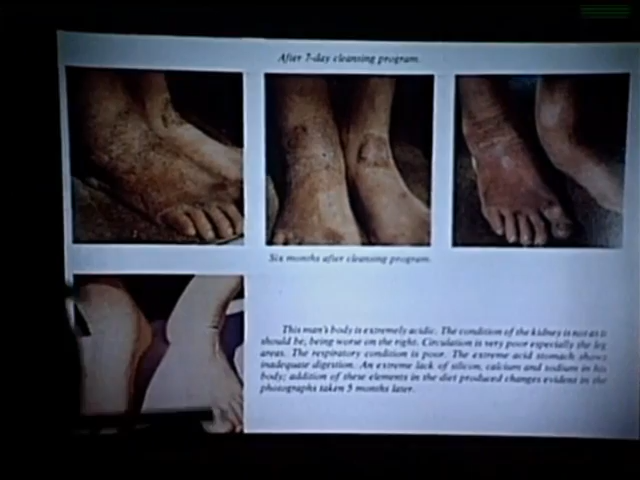 After 7-day cleansing program.
Six months after cleansing program.
This man's body is extremely acidic. The condition of the kidney is not as it
should be, being worse on the right. Circulation is very poor especially the leg
areas. The respiratory condition is poor. The extreme acid stomach shows
inadequate digestion. An extreme lack of silicon, calcium and sodium in his
body; addition of these elements in the diet produced changes evident in the
photographs taken 5 months later.